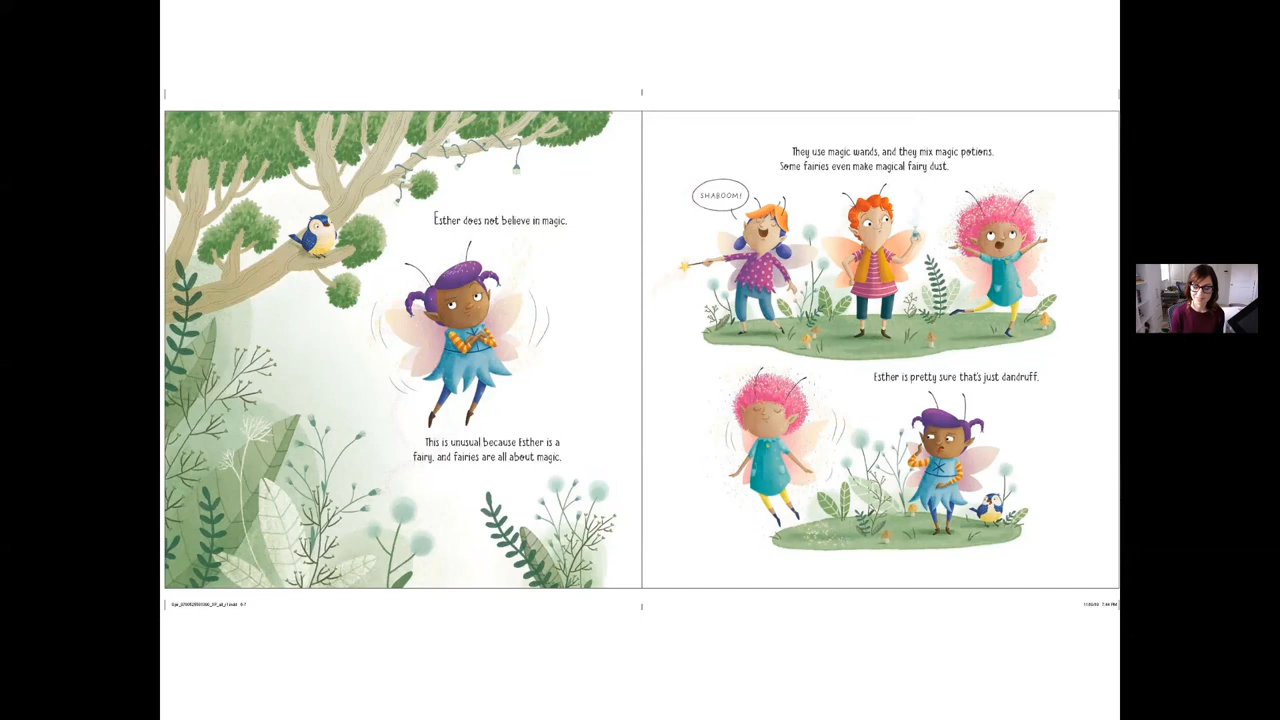 Esther does not believe in magic.
This is unusual because Esther is a
fairy, and fairies are all about magic.
They use magic wands, and they mix magic potions.
Some fairies even make magical fairy dust.
SHABOOM!
Esther is pretty sure that's just dandruff.